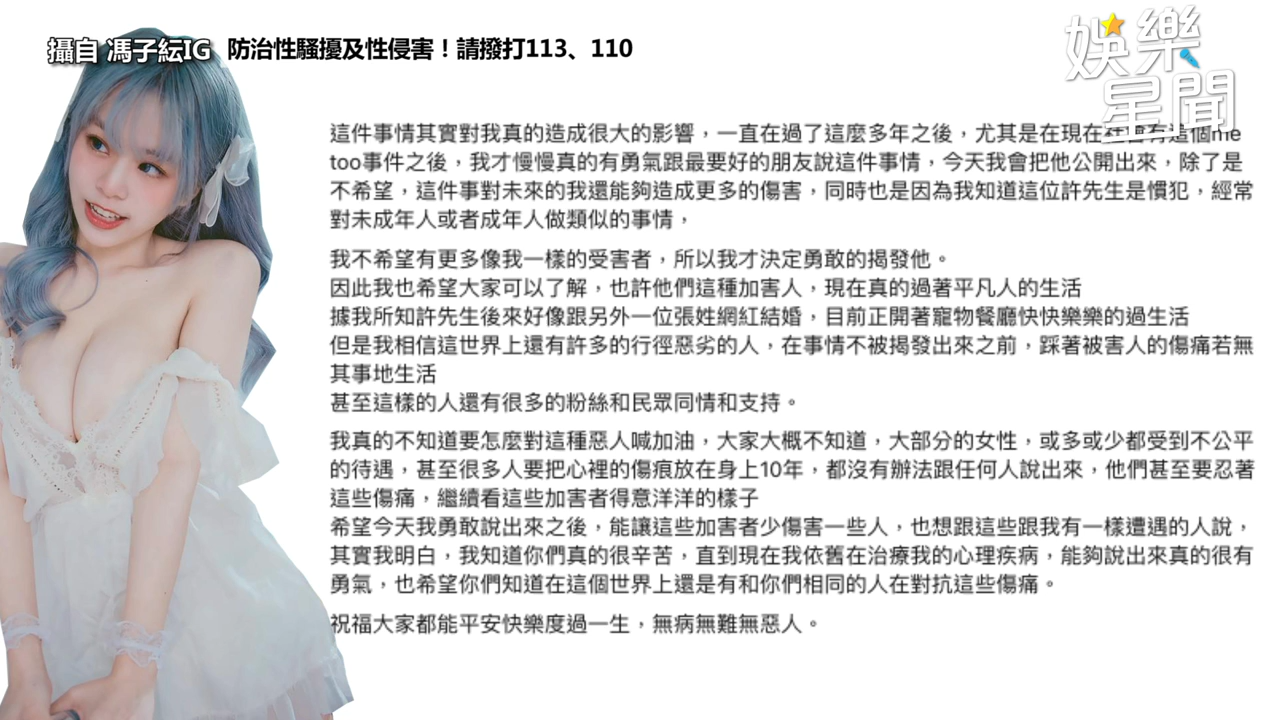 攝自 馮子紜IG 防治性騷擾及性侵害！請撥打113、110
娛樂
星聞
這件事情其實對我真的造成很大的影響，一直在過了這麼多年之後，尤其是在現在社會有這個me
too事件之後，我才慢慢真的有勇氣跟最要好的朋友說這件事情，今天我會把他公開出來，除了是
不希望，這件事對未來的我還能夠造成更多的傷害，同時也是因為我知道這位許先生是慣犯，經常
對未成年人或者成年人做類似的事情，
我不希望有更多像我一樣的受害者，所以我才決定勇敢的揭發他。
因此我也希望大家可以了解，也許他們這種加害人，現在真的過著平凡人的生活
據我所知許先生後來好像跟另外一位張姓網紅結婚，目前正開著寵物餐廳快快樂樂的過生活
但是我相信這世界上還有許多的行徑惡劣的人，在事情不被揭發出來之前，踩著被害人的傷痛若無
其事地生活
甚至這樣的人還有很多的粉絲和民眾同情和支持。
我真的不知道要怎麼對這種惡人喊加油，大家大概不知道，大部分的女性，或多或少都受到不公平
的待遇，甚至很多人要把心裡的傷痕放在身上10年，都沒有辦法跟任何人說出來，他們甚至要忍著
這些傷痛，繼續看這些加害者得意洋洋的樣子
希望今天我勇敢說出來之後，能讓這些加害者少傷害一些人，也想跟這些跟我有一樣遭遇的人說，
其實我明白，我知道你們真的很辛苦，直到現在我依舊在治療我的心理疾病，能夠說出來真的很有
勇氣，也希望你們知道在這個世界上還是有和你們相同的人在對抗這些傷痛。
祝福大家都能平安快樂度過一生，無病無難無惡人。